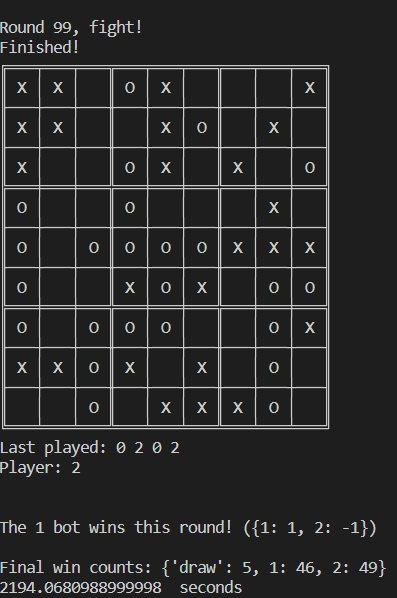 Round 99, fight!
Finished!
X X O X X
X X X O X
X O X X O
O O X
O O O O O X X X
O X O X O O
O O O O O X
X X O X X O
O X X X O
Last played: 0 2 0 2
Player: 2
The 1 bot wins this round! ({1: 1, 2: -1})
Final win counts: {'draw': 5, 1: 46, 2: 49}
2194.0680988999998 seconds